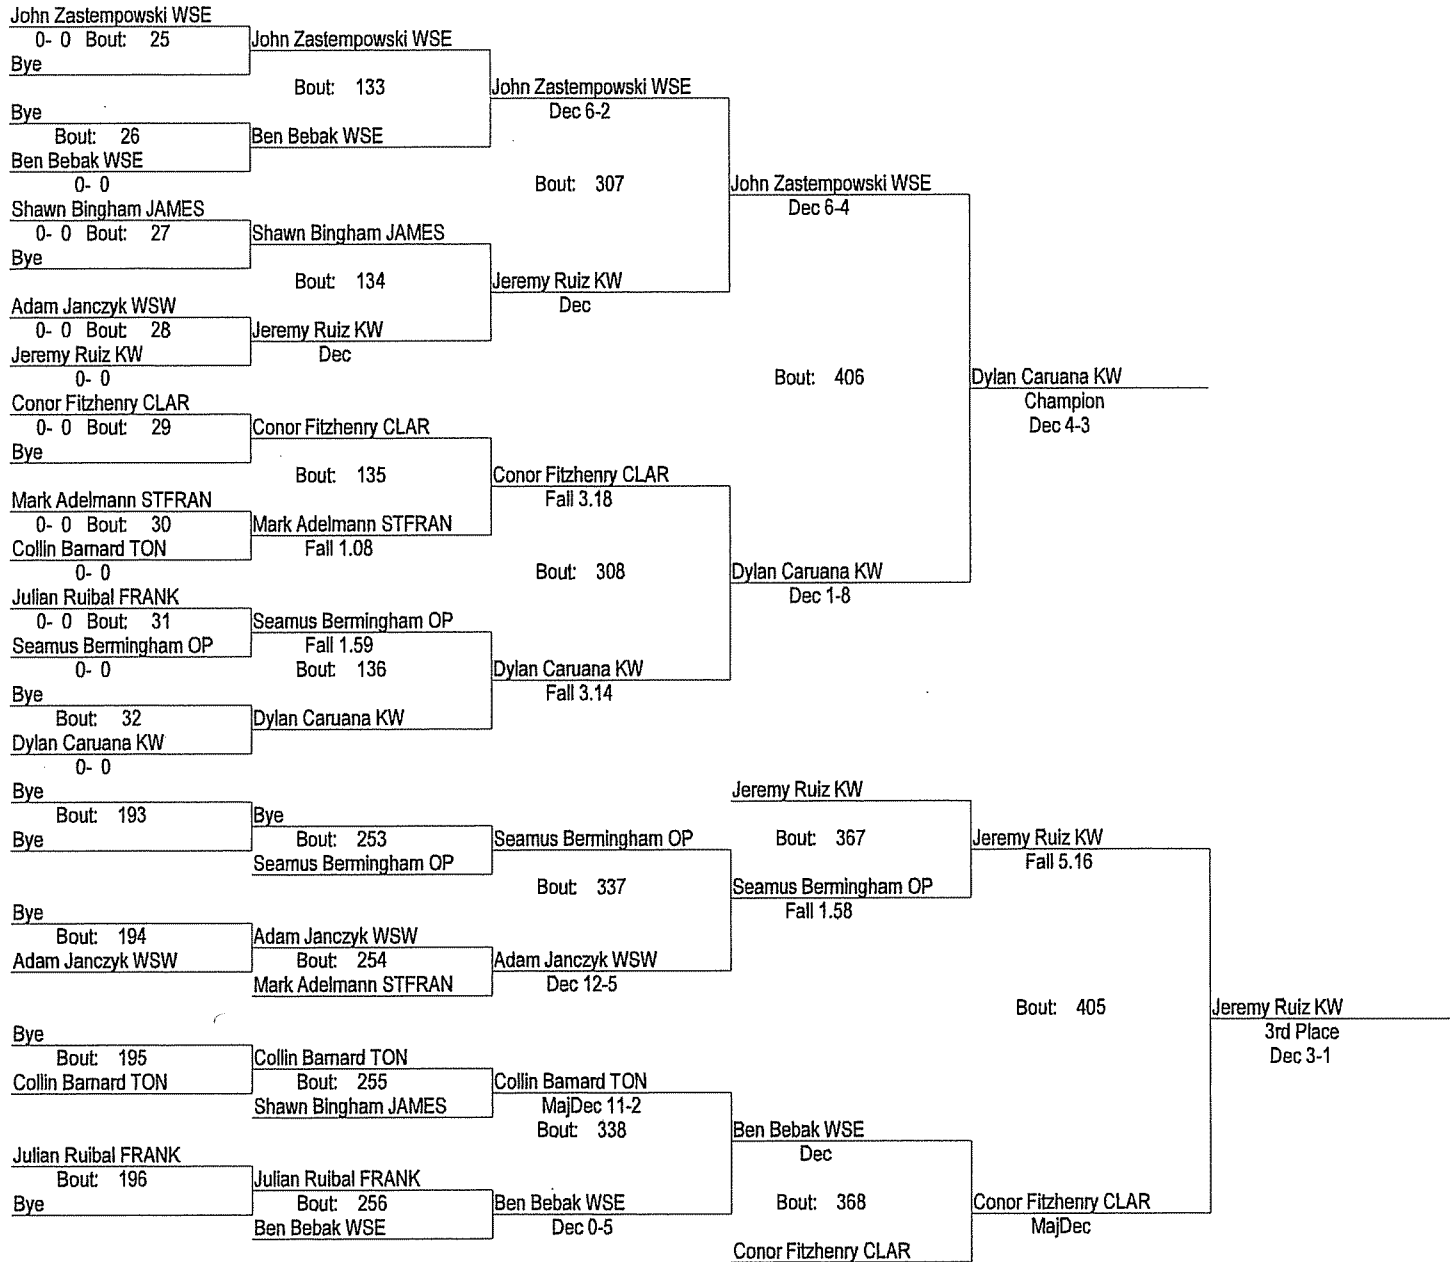 John Zastempowski WSE
0- 0 Bout: 25
Bye
John Zastempowski WSE
Bout: 133
Bye
Bout: 26
Ben Bebak WSE
Ben Bebak WSE
0- 0
John Zastempowski WSE
Dec 6-2
Bout: 307
Shawn Bingham JAMES
0- 0 Bout: 27
Bye
Shawn Bingham JAMES
Bout: 134
Adam Janczyk WSW
0- 0 Bout: 28
Jeremy Ruiz KW
0- 0
Jeremy Ruiz KW
Dec
Jeremy Ruiz KW
Dec
John Zastempowski WSE
Dec 6-4
Bout: 406
Dylan Caruana KW
Champion
Dec 4-3
Conor Fitzhenry CLAR
0- 0 Bout: 29
Bye
Conor Fitzhenry CLAR
Bout: 135
Mark Adelmann STFRAN
0- 0 Bout: 30
Collin Barnard TON
0- 0
Mark Adelmann STFRAN
Fall 1.08
Conor Fitzhenry CLAR
Fall 3.18
Bout: 308
Dylan Caruana KW
Dec 1-8
Julian Ruibal FRANK
0- 0 Bout: 31
Seamus Bermingham OP
0- 0
Seamus Bermingham OP
Fall 1.59
Bout: 136
Bye
Bout: 32
Dylan Caruana KW
0- 0
Dylan Caruana KW
Dylan Caruana KW
Fall 3.14
Bye
Bout: 193
Bye
Bye
Bout: 253
Seamus Bermingham OP
Seamus Bermingham OP
Bout: 337
Bye
Bout: 194
Adam Janczyk WSW
Adam Janczyk WSW
Bout: 254
Mark Adelmann STFRAN
Adam Janczyk WSW
Dec 12-5
Jeremy Ruiz KW
Bout: 367
Seamus Bermingham OP
Fall 1.58
Jeremy Ruiz KW
Fall 5.16
Bout: 405
Jeremy Ruiz KW
3rd Place
Dec 3-1
Bye
Bout: 195
Collin Barnard TON
Collin Barnard TON
Bout: 255
Shawn Bingham JAMES
Collin Barnard TON
MajDec 11-2
Bout: 338
Julian Ruibal FRANK
Bout: 196
Bye
Julian Ruibal FRANK
Bout: 256
Ben Bebak WSE
Ben Bebak WSE
Dec 0-5
Ben Bebak WSE
Dec
Bout: 368
Conor Fitzhenry CLAR
Conor Fitzhenry CLAR
MajDec